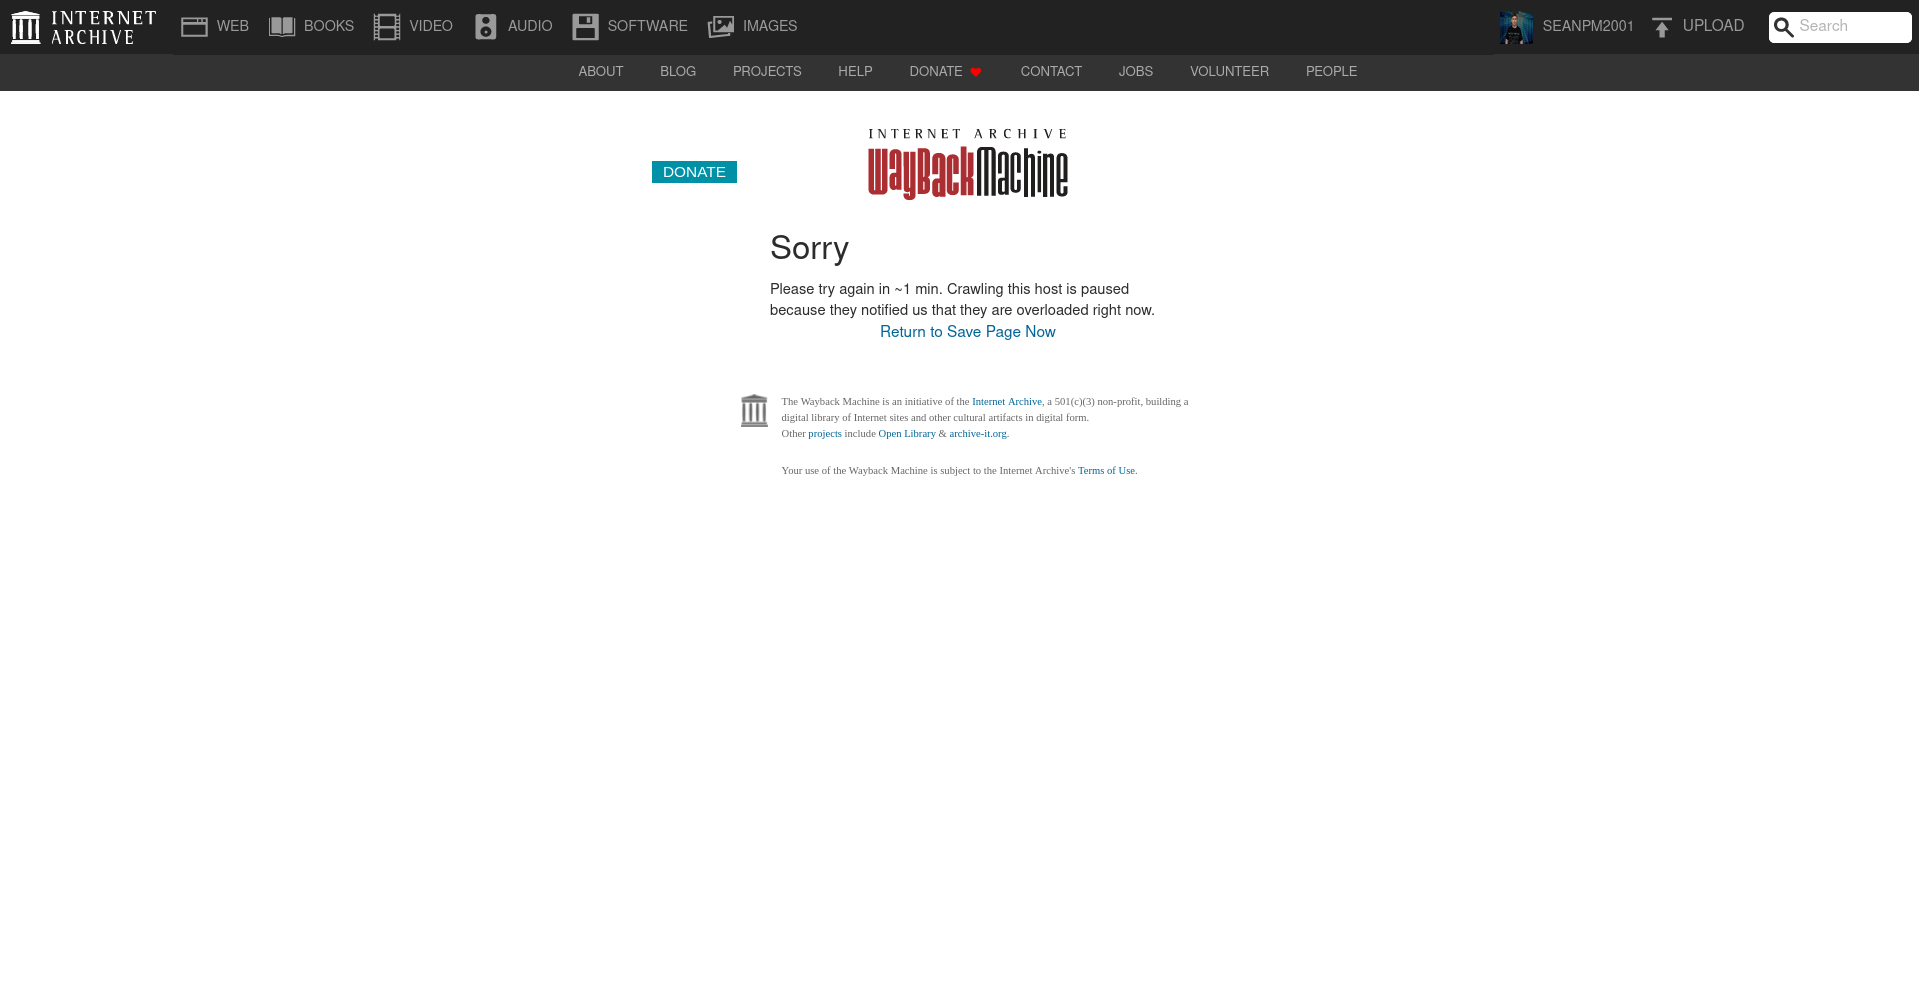 INTERNET
ARCHIVE
WEB
BOOKS
VIDEO
AUDIO
SOFTWARE
IMAGES
SEANPM2001
UPLOAD
Search
ABOUT
BLOG
PROJECTS
HELP
DONATE
CONTACT
JOBS
VOLUNTEER
PEOPLE
INTERNET ARCHIVE
WayBackMachine
DONATE
Sorry
Please try again in ~1 min. Crawling this host is paused
because they notified us that they are overloaded right now.
Return to Save Page Now
The Wayback Machine is an initiative of the Internet Archive, a 501(c)(3) non-profit, building a
digital library of Internet sites and other cultural artifacts in digital form.
Other projects include Open Library & archive-it.org.
Your use of the Wayback Machine is subject to the Internet Archive's Terms of Use.